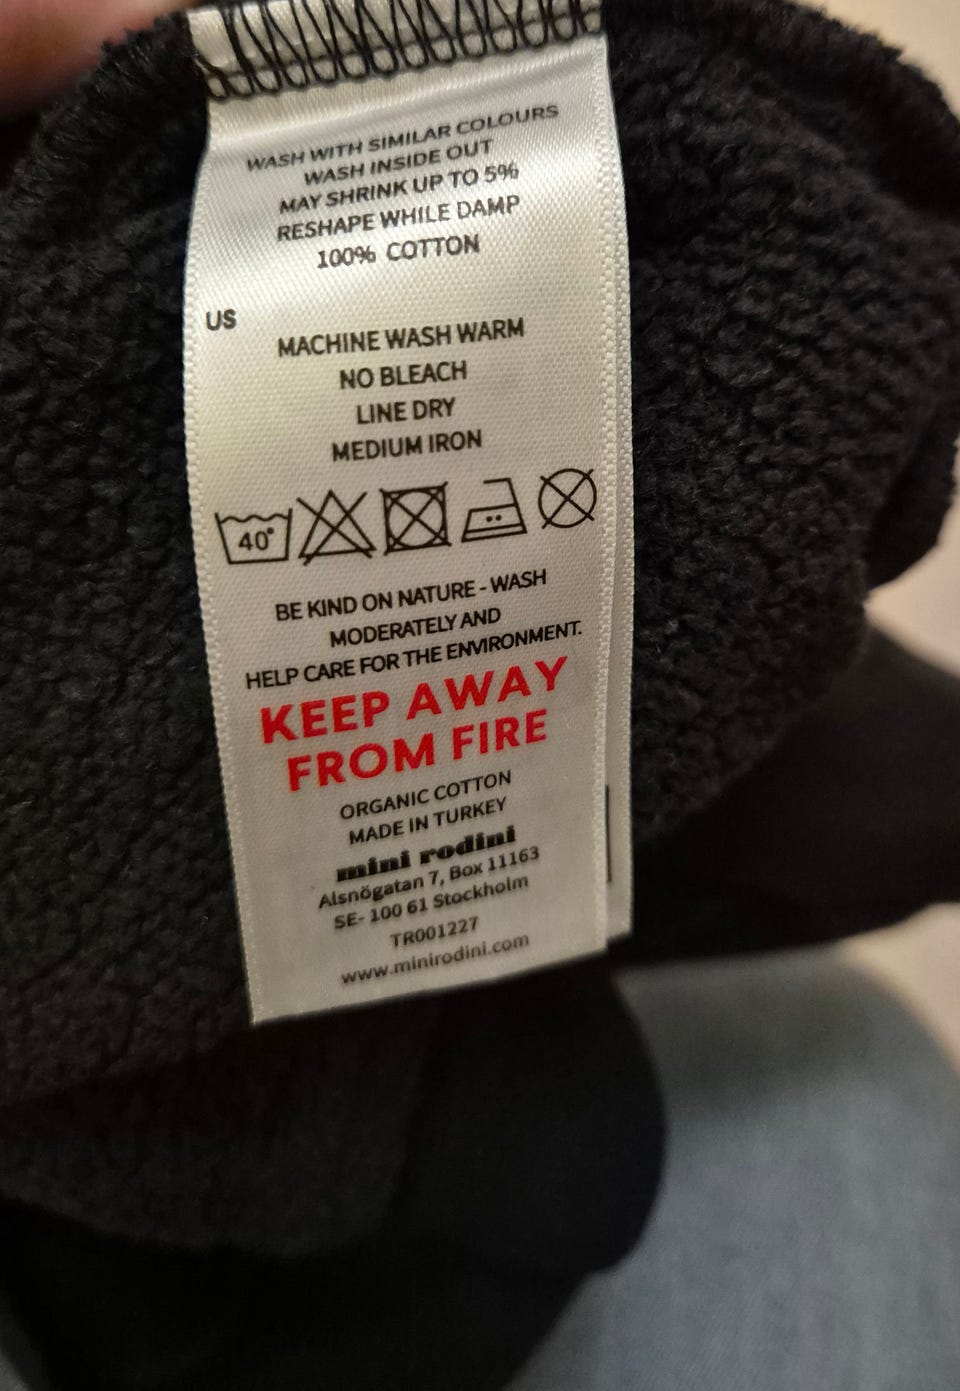 WASH WITH SIMILAR COLOURS
WASH INSIDE OUT
MAY SHRINK UP TO 5%
RESHAPE WHILE DAMP
100% COTTON
US
MACHINE WASH WARM
NO BLEACH
LINE DRY
MEDIUM IRON
40°
BE KIND ON NATURE - WASH
MODERATELY AND
HELP CARE FOR THE ENVIRONMENT.
KEEP AWAY
FROM FIRE
ORGANIC COTTON
MADE IN TURKEY
mini rodini
Alsnögatan 7, Box 11163
SE- 100 61 Stockholm
TR001227
www.minirodini.com